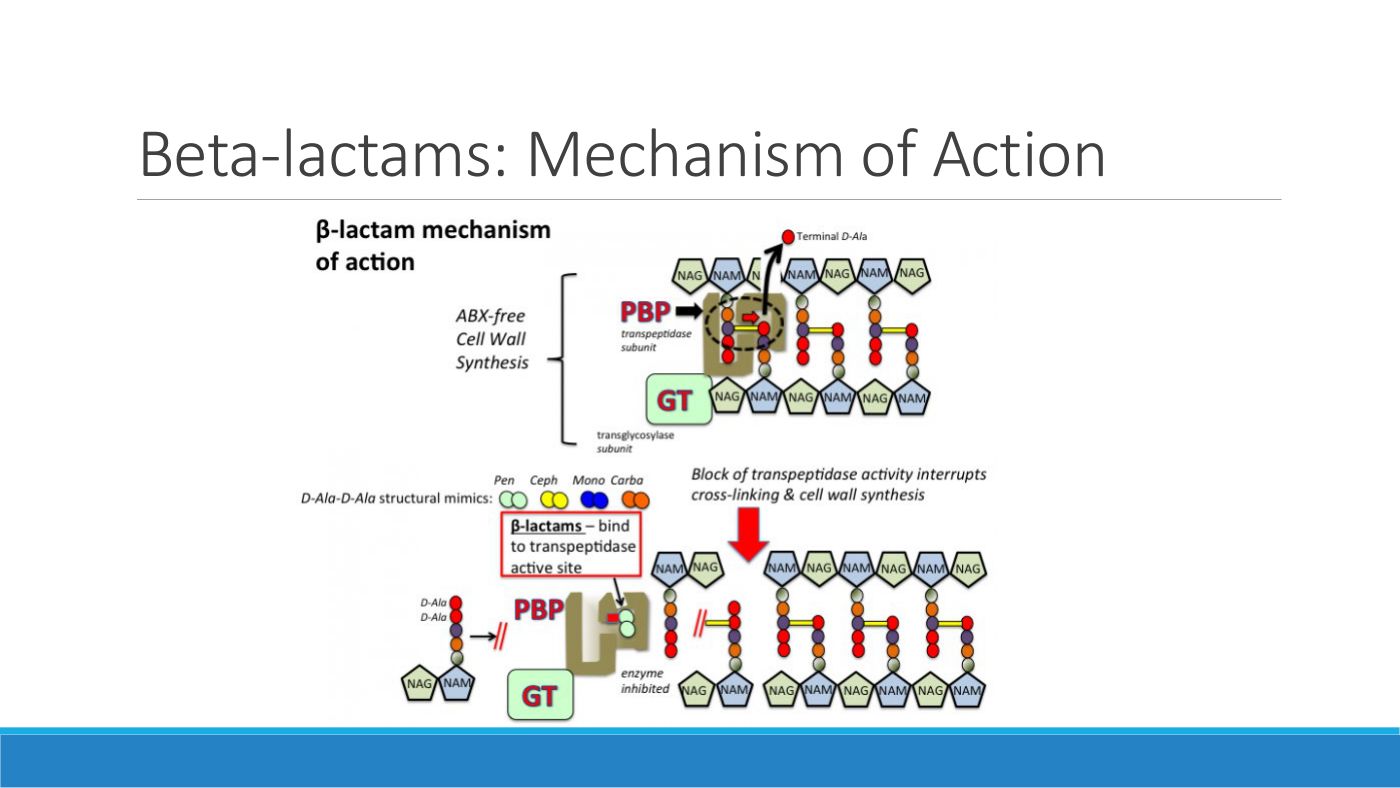 Beta-lactams: Mechanism of Action
β-lactam mechanism
of action
Terminal D-Ala
NAG NAM N NAM NAG NAM NAG
ABX-free
Cell Wall
Synthesis
PBP
transpeptidase
subunit
GT
NAG NAM NAG NAM NAG NAM
transglycosylase
subunit
Block of transpeptidase activity interrupts
cross-linking & cell wall synthesis
Pen Ceph Mono Carba
D-Ala-D-Ala structural mimics:
β-lactams – bind
to transpeptidase
active site
NAM NAG NAM NAG NAM NAG NAM NAG
D-Ala
D-Ala
PBP
enzyme
inhibited
NAG NAM
GT
NAG NAM NAG NAM NAG NAM NAG NAM